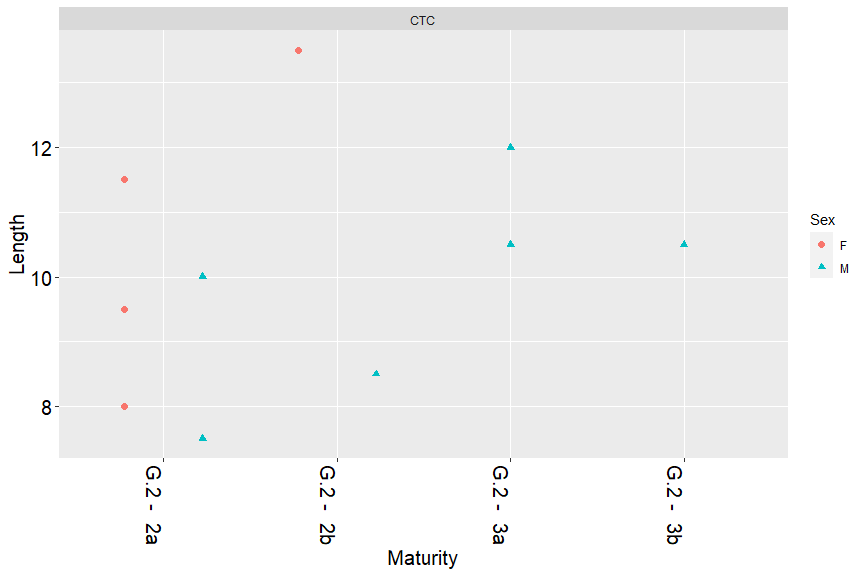 CTC
Length
12
10
8
G.2 - 2a
G.2 - 2b
G.2 - 3a
G.2 - 3b
Maturity
Sex
F
M